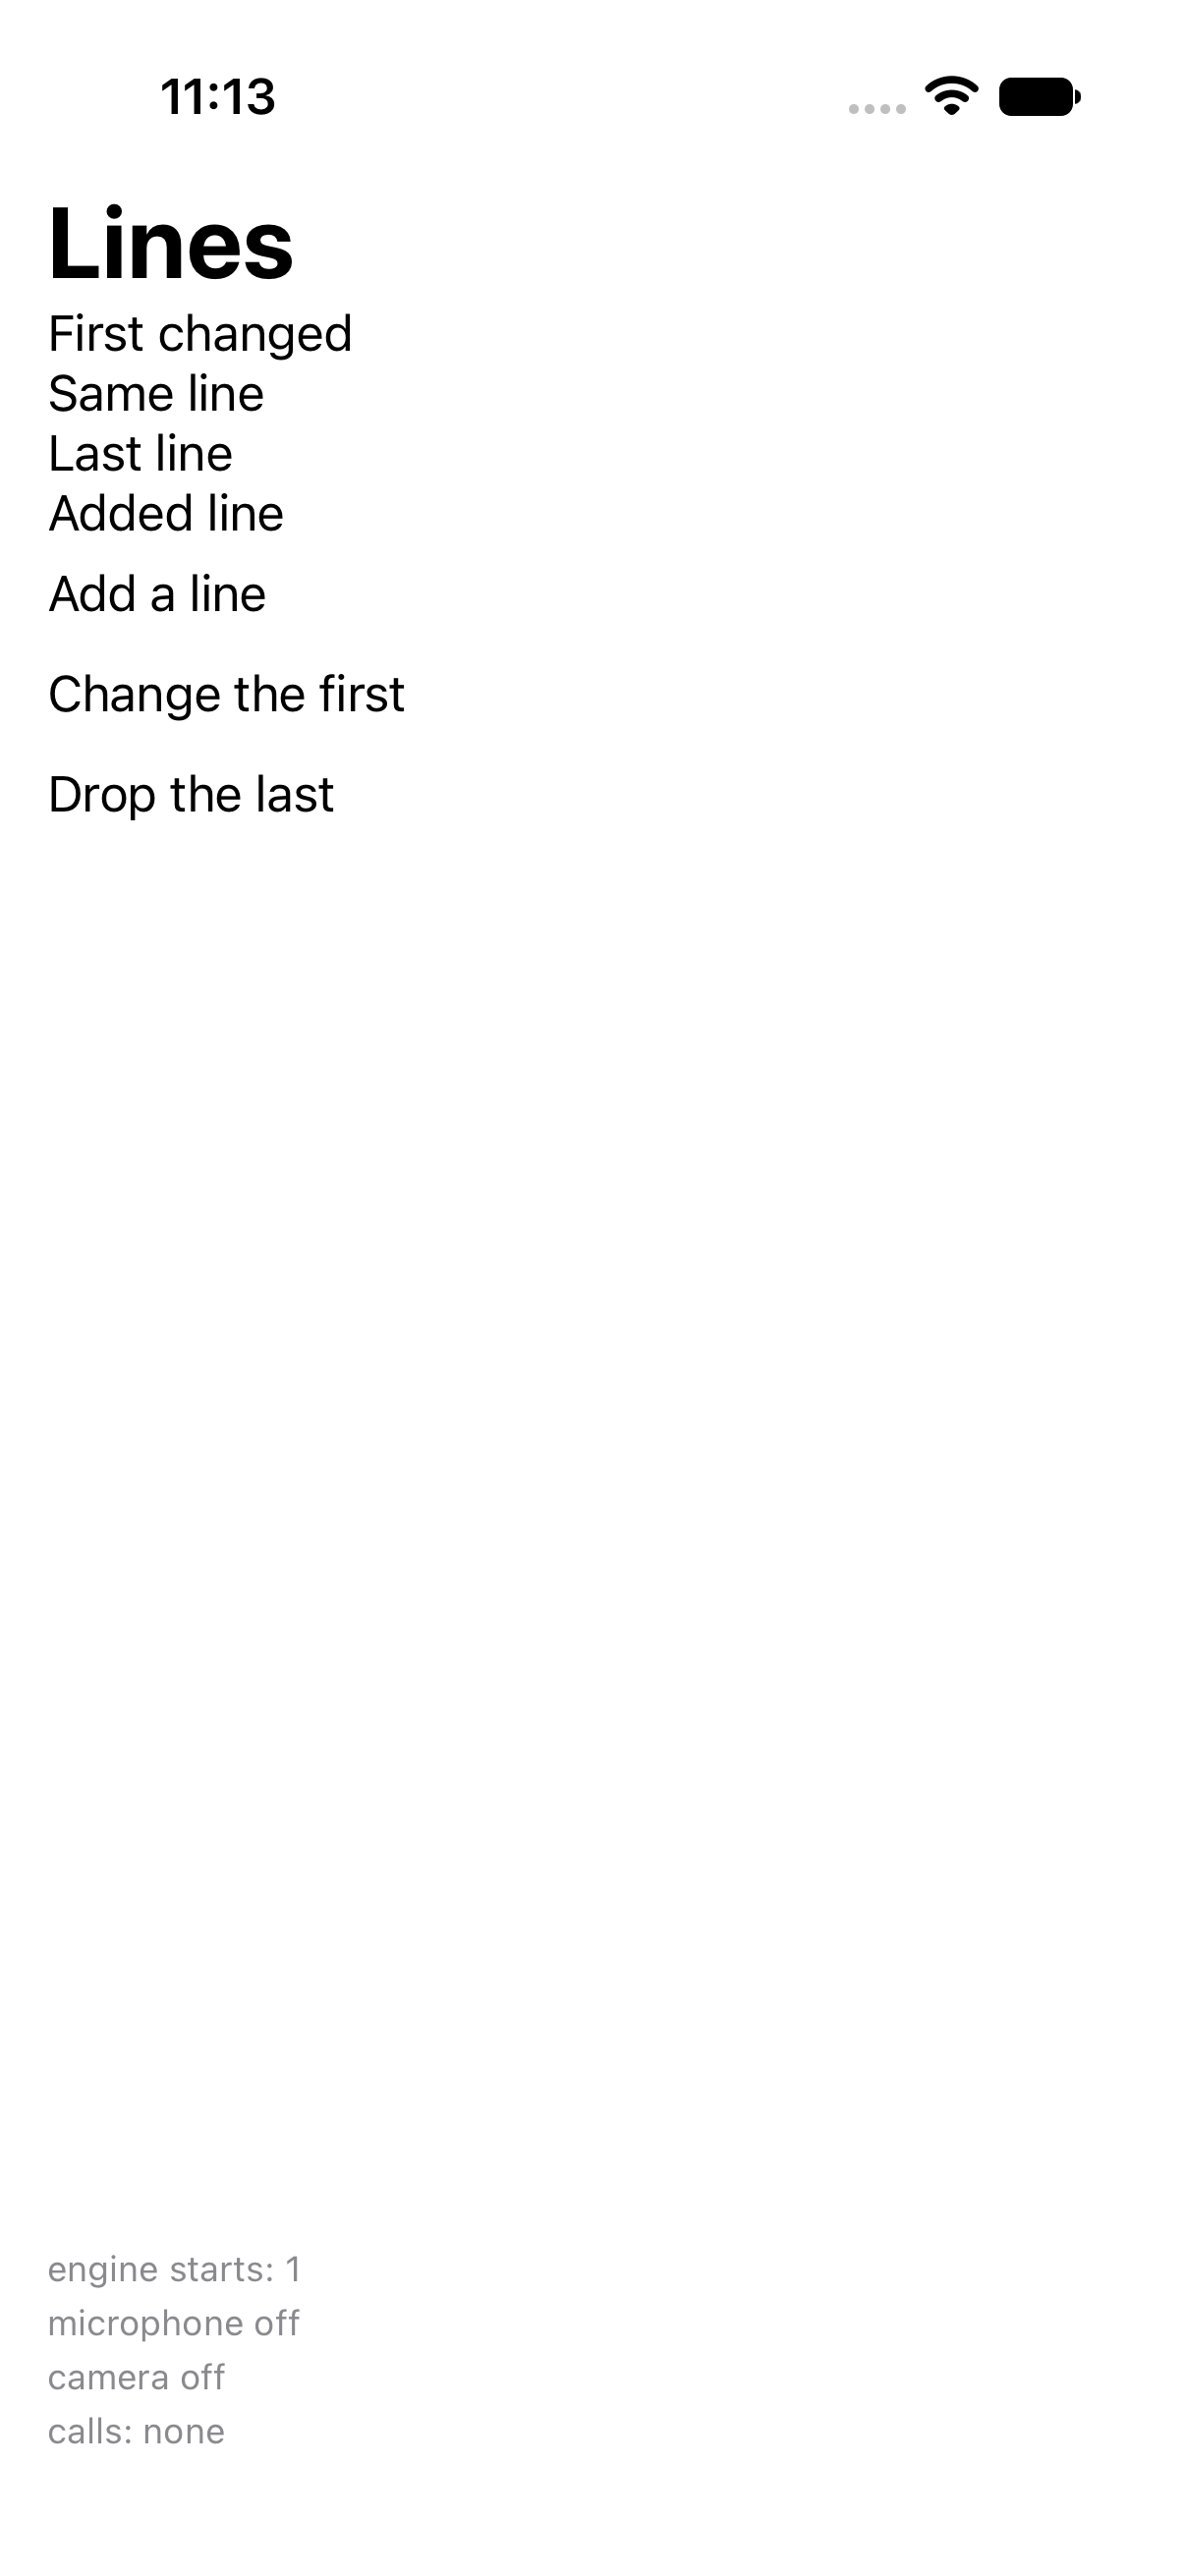 11:13
Lines
First changed
Same line
Last line
Added line
Add a line
Change the first
Drop the last
engine starts: 1
microphone off
camera off
calls: none